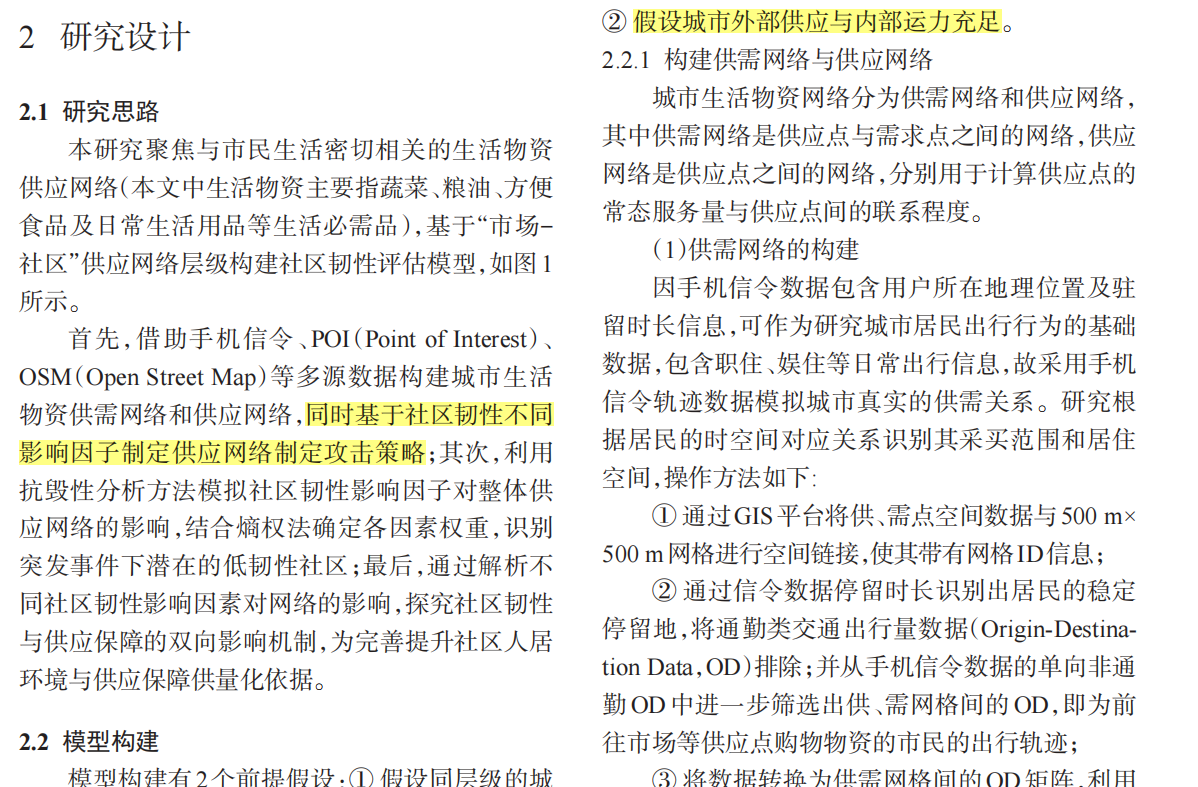 2 研究设计
2.1 研究思路
本研究聚焦与市民生活密切相关的生活物资
供应网络(本文中生活物资主要指蔬菜、粮油、方便
食品及日常生活用品等生活必需品),基于“市场-
社区”供应网络层级构建社区韧性评估模型,如图1
所示。
首先,借助手机信令、POI(Point of Interest)、
OSM(Open Street Map)等多源数据构建城市生活
物资供需网络和供应网络,同时基于社区韧性不同
影响因子制定供应网络制定攻击策略;其次,利用
抗毁性分析方法模拟社区韧性影响因子对整体供
应网络的影响,结合熵权法确定各因素权重,识别
突发事件下潜在的低韧性社区;最后,通过解析不
同社区韧性影响因素对网络的影响,探究社区韧性
与供应保障的双向影响机制,为完善提升社区人居
环境与供应保障供量化依据。
2.2 模型构建
模型构建有2个前提假设:① 假设同层级的城
② 假设城市外部供应与内部运力充足。
2.2.1 构建供需网络与供应网络
城市生活物资网络分为供需网络和供应网络,
其中供需网络是供应点与需求点之间的网络,供应
网络是供应点之间的网络,分别用于计算供应点的
常态服务量与供应点间的联系程度。
(1)供需网络的构建
因手机信令数据包含用户所在地理位置及驻
留时长信息,可作为研究城市居民出行行为的基础
数据,包含职住、娱住等日常出行信息,故采用手机
信令轨迹数据模拟城市真实的供需关系。研究根
据居民的时空间对应关系识别其采买范围和居住
空间,操作方法如下:
① 通过GIS平台将供、需点空间数据与500 m×
500 m网格进行空间链接,使其带有网格ID信息;
② 通过信令数据停留时长识别出居民的稳定
停留地,将通勤类交通出行量数据(Origin-Destina-
tion Data,OD)排除;并从手机信令数据的单向非通
勤OD中进一步筛选出供、需网格间的OD,即为前
往市场等供应点购物物资的市民的出行轨迹;
③ 将数据转换为供需网格间的OD矩阵,利用